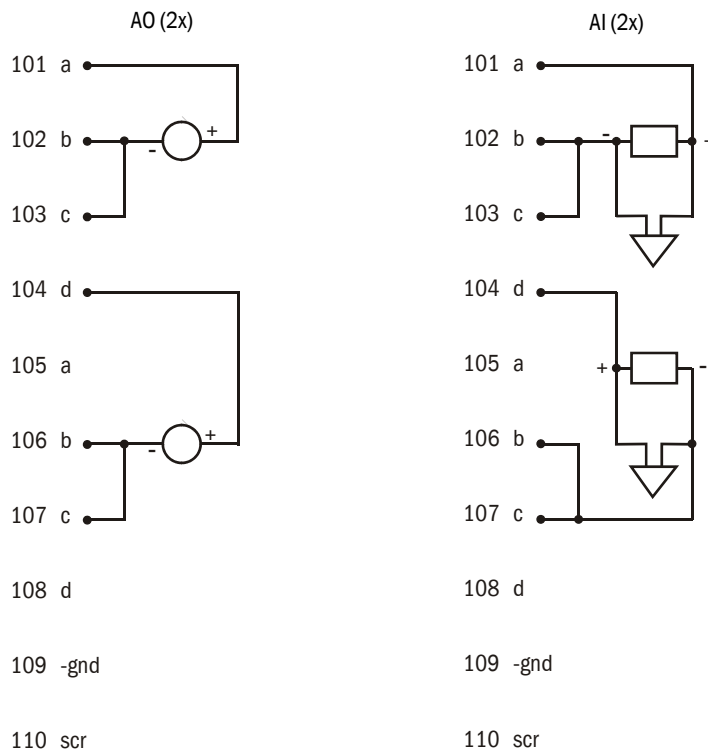 AO (2x)
101 a
+
102 b
-
103 c
104 d
105 a
+
106 b
-
107 c
108 d
109 -gnd
110 scr
AI (2x)
101 a
-
102 b
-
103 c
104 d
105 a
+
-
106 b
107 c
108 d
109 -gnd
110 scr